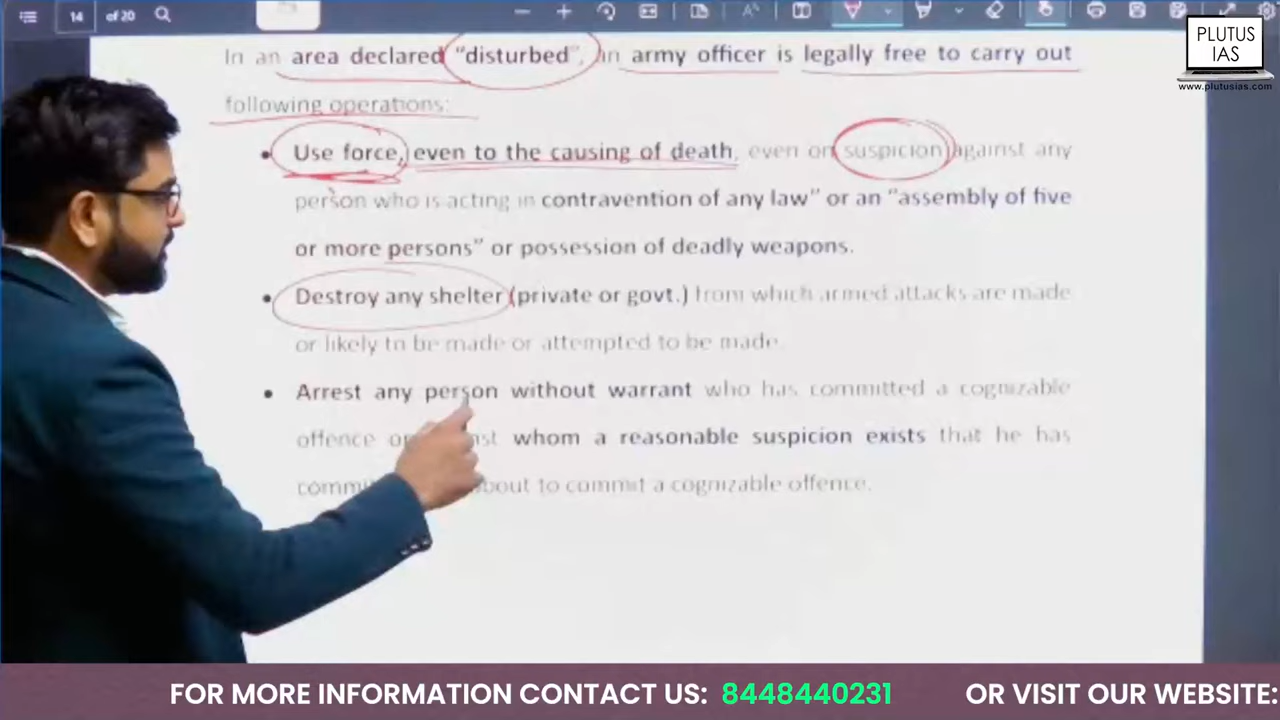 14 of 20
PLUTUS
IAS
www.plutusias.com
In an area declared "disturbed", an army officer is legally free to carry out
following operations:
• Use force, even to the causing of death, even on suspicion against any
person who is acting in contravention of any law" or an "assembly of five
or more persons" or possession of deadly weapons.
• Destroy any shelter (private or govt.) from which armed attacks are made
or likely to be made or attempted to be made.
• Arrest any person without warrant who has committed a cognizable
offence whom a reasonable suspicion exists that he has
about to commit a cognizable offence.
FOR MORE INFORMATION CONTACT US: 8448440231 OR VISIT OUR WEBSITE: